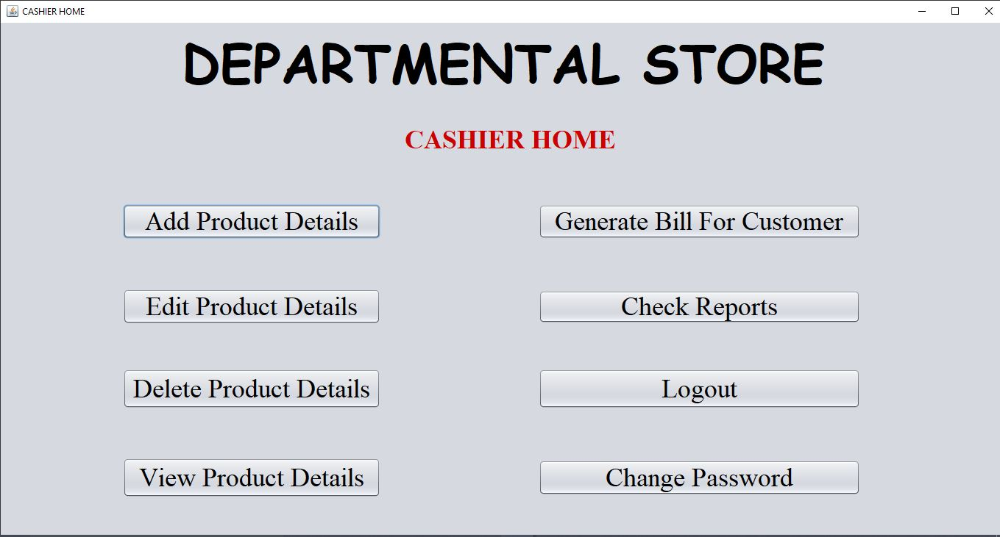 CASHIER HOME
DEPARTMENTAL STORE
CASHIER HOME
Add Product Details
Generate Bill For Customer
Edit Product Details
Check Reports
Delete Product Details
Logout
View Product Details
Change Password